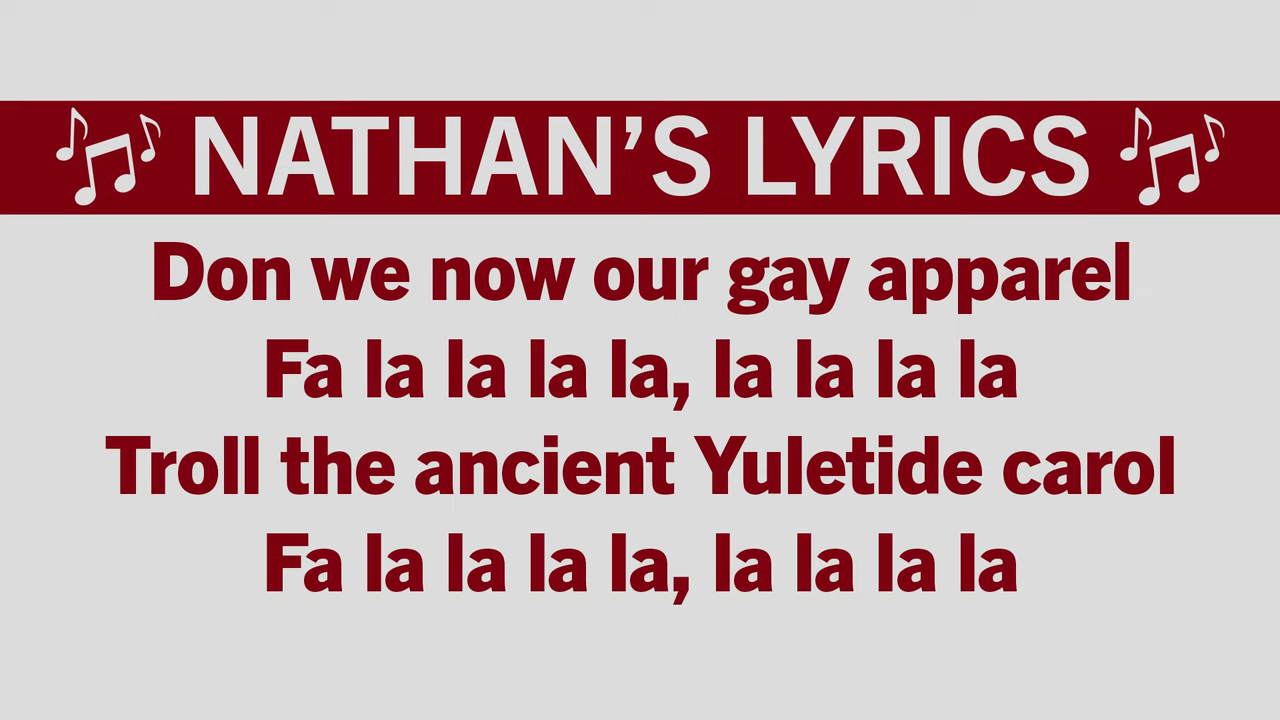 NATHAN’S LYRICS
Don we now our gay apparel
Fa la la la la, la la la la
Troll the ancient Yuletide carol
Fa la la la la, la la la la